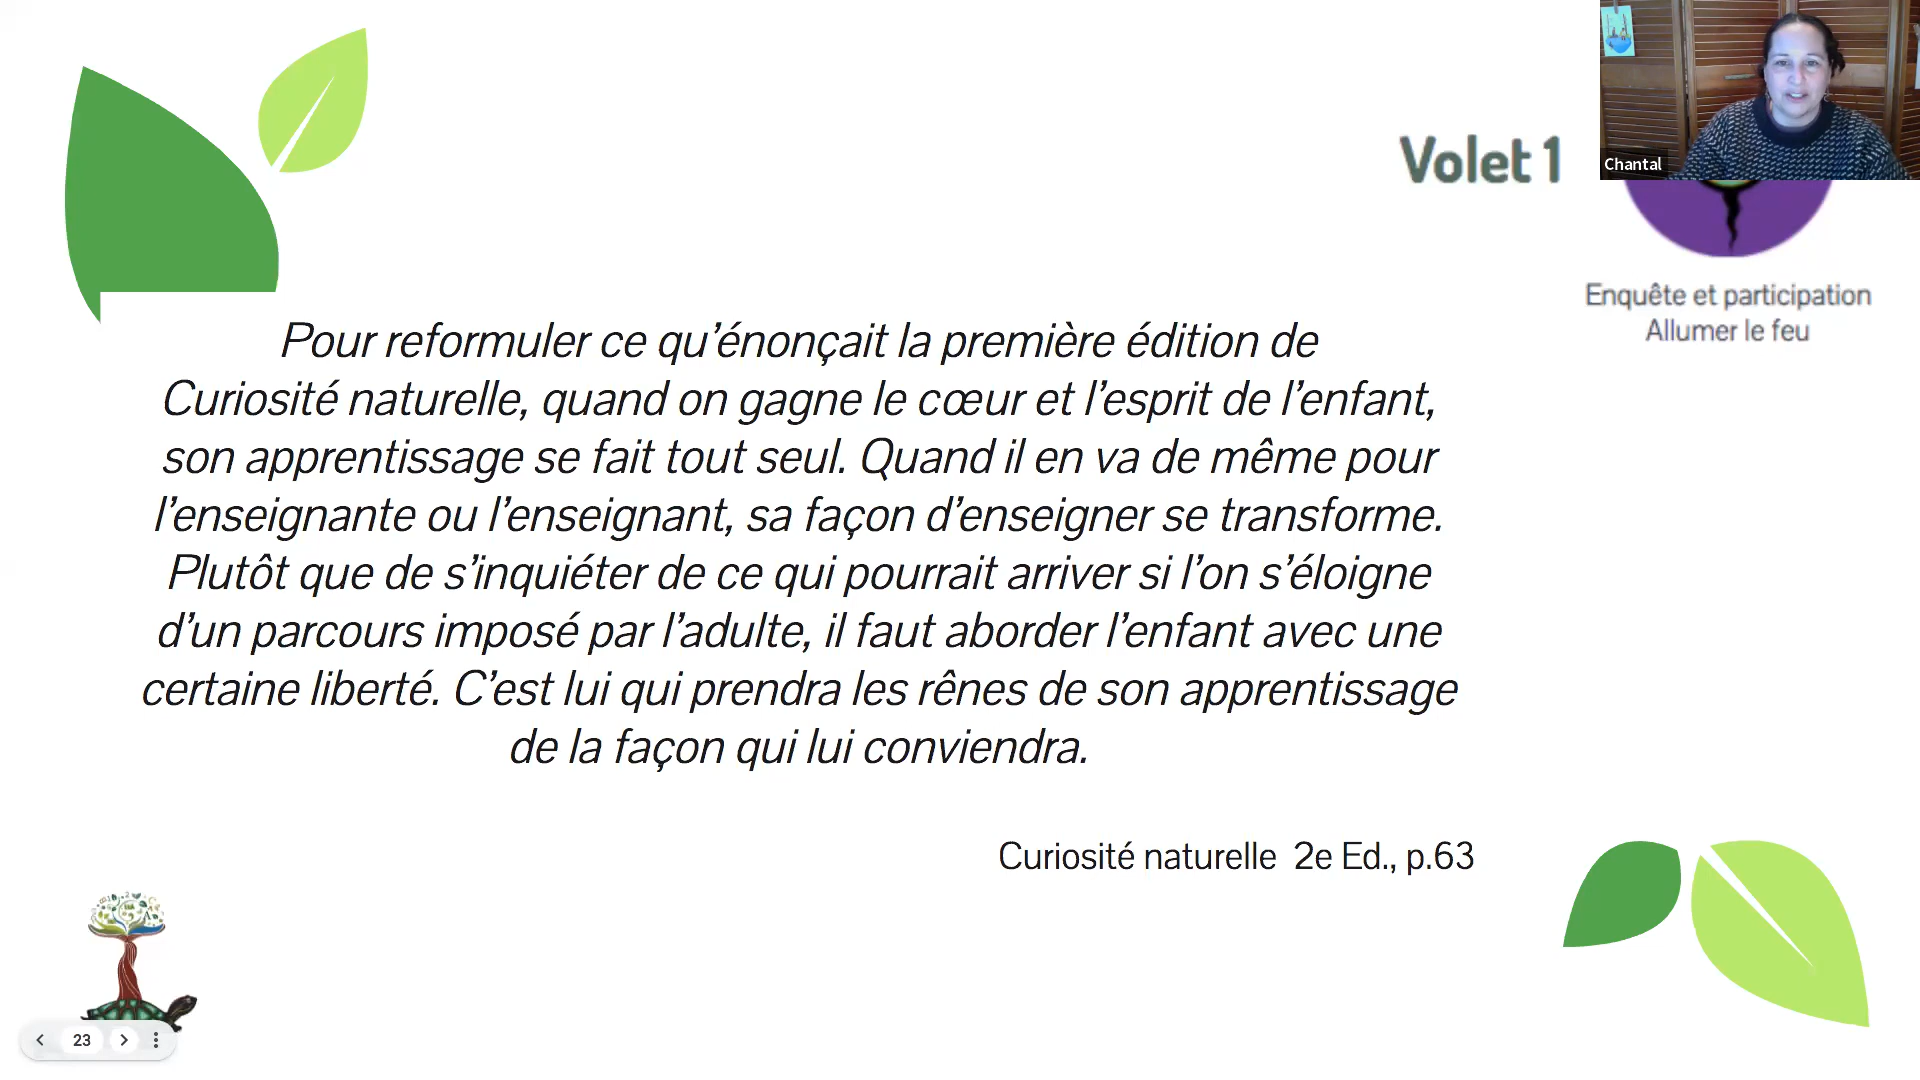 Volet 1
Chantal
Enquête et participation
Allumer le feu
Pour reformuler ce qu’énonçait la première édition de
Curiosité naturelle, quand on gagne le cœur et l’esprit de l’enfant,
son apprentissage se fait tout seul. Quand il en va de même pour
l’enseignante ou l’enseignant, sa façon d’enseigner se transforme.
Plutôt que de s’inquiéter de ce qui pourrait arriver si l’on s’éloigne
d’un parcours imposé par l’adulte, il faut aborder l’enfant avec une
certaine liberté. C’est lui qui prendra les rênes de son apprentissage
de la façon qui lui conviendra.
Curiosité naturelle 2e Ed., p.63
23